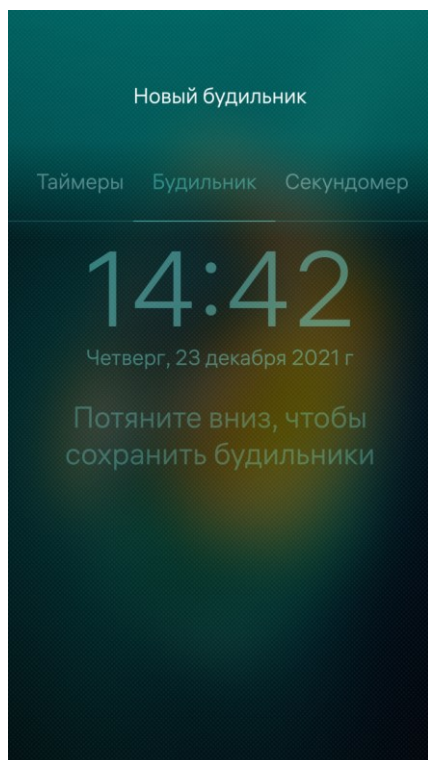 Новый будильник
Таймеры Будильник Секундомер
14:42
Четверг, 23 декабря 2021 г
Потяните вниз, чтобы
сохранить будильники